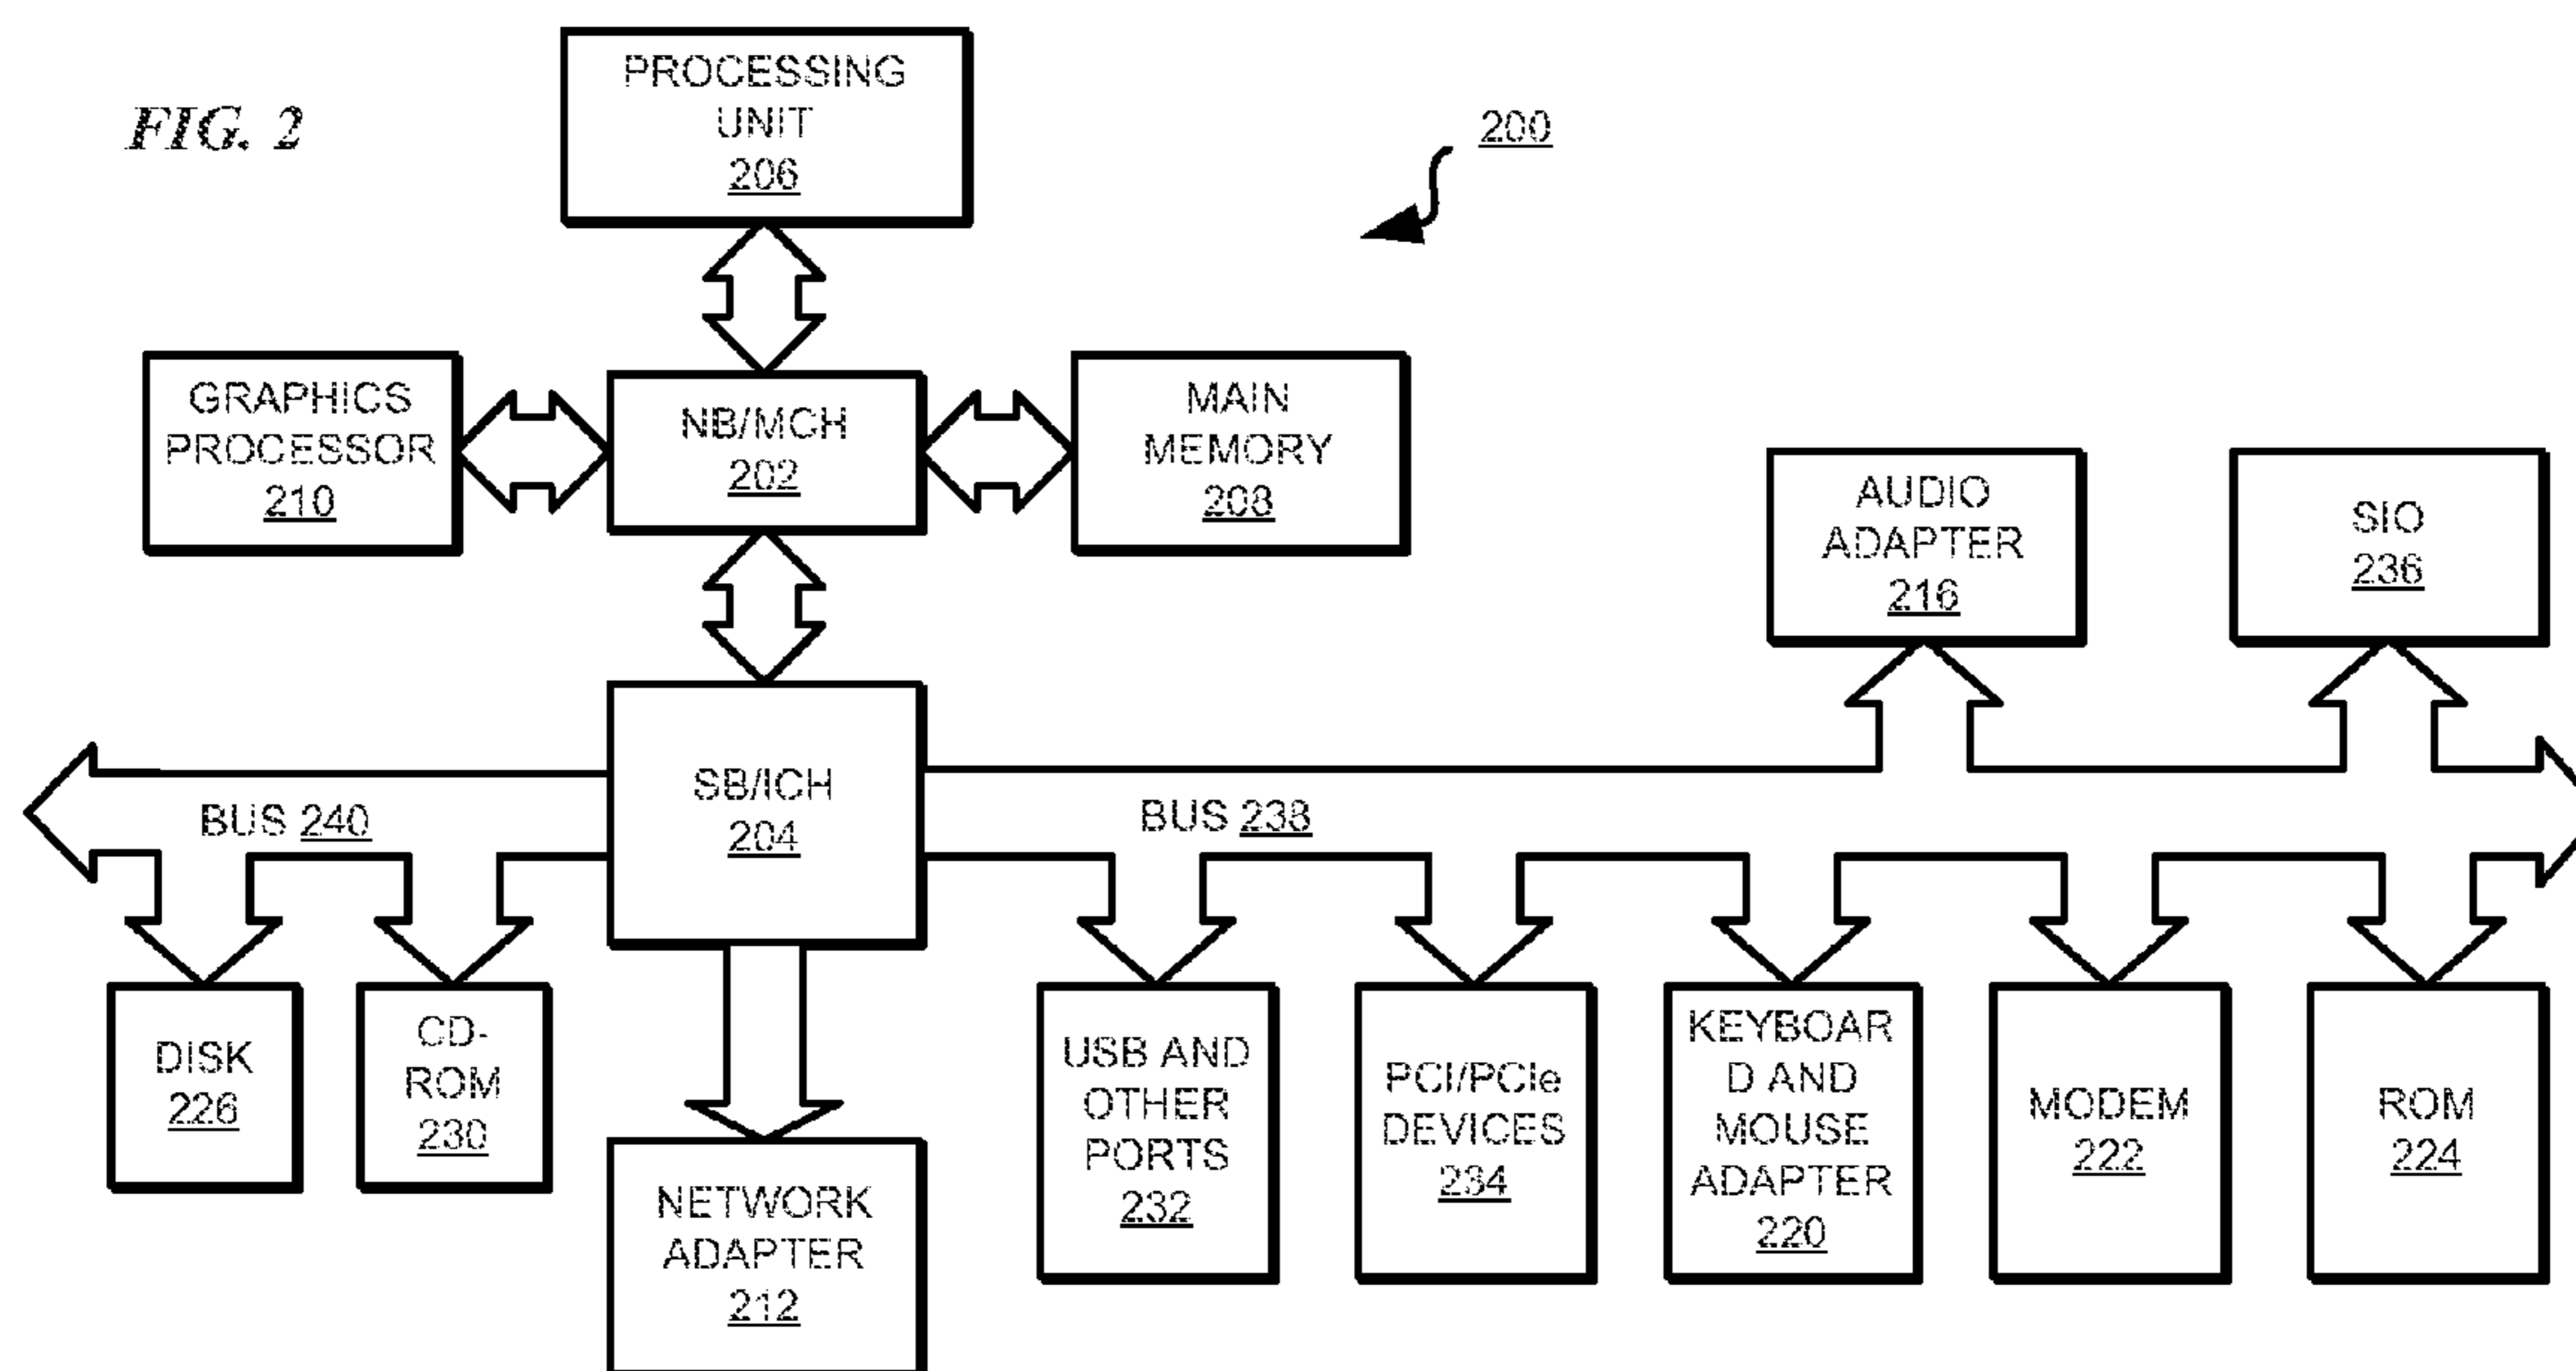 FIG. 2
PROCESSING
UNIT
206
200
GRAPHICS
PROCESSOR
210
NB/MCH
202
MAIN
MEMORY
208
AUDIO
ADAPTER
216
SIO
236
SB/ICH
204
BUS 240
BUS 238
DISK
226
CD-
ROM
230
NETWORK
ADAPTER
212
USB AND
OTHER
PORTS
232
PCI/PCIe
DEVICES
234
KEYBOAR
D AND
MOUSE
ADAPTER
220
MODEM
222
ROM
224